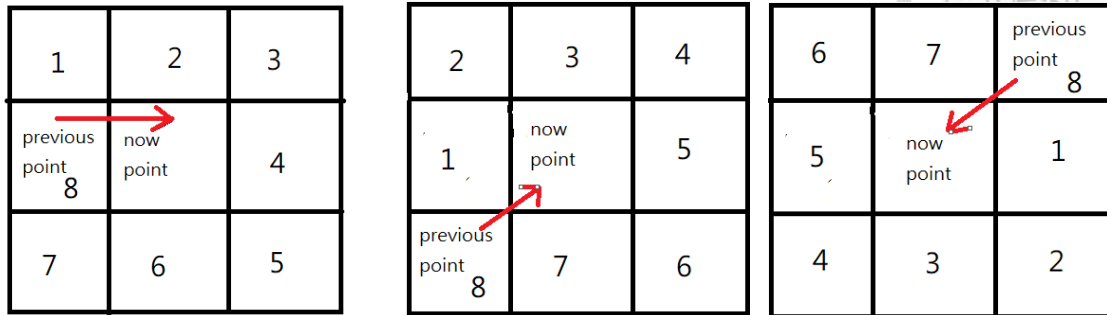 1 2 3
previous point 8
now point
4
7 6 5
2 3 4
1
now point
5
previous point 8
7 6
6 7
previous point 8
5
now point
1
4 3 2